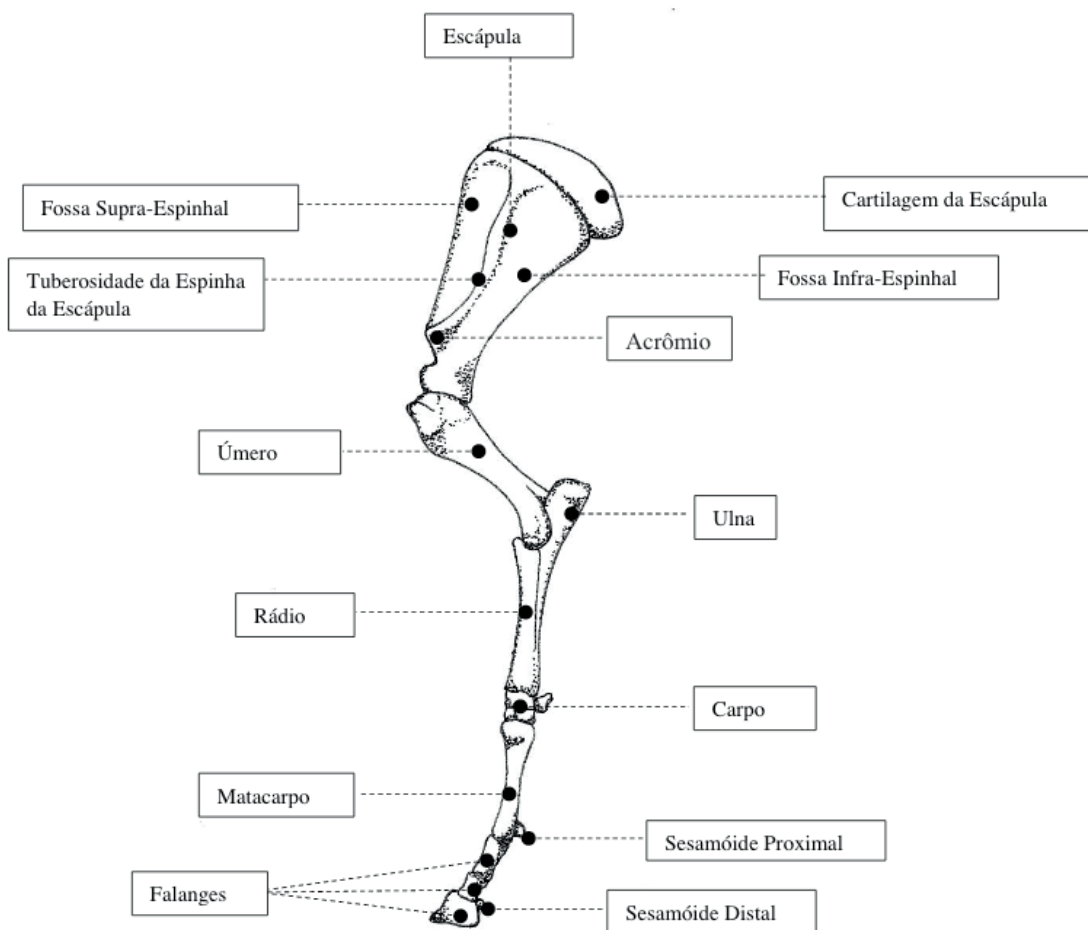 Escápula
Fossa Supra-Espinhal
Cartilagem da Escápula
Tuberosidade da Espinha
da Escápula
Fossa Infra-Espinhal
Acrômio
Úmero
Ulna
Rádio
Carpo
Matacarpo
Sesamóide Proximal
Falanges
Sesamóide Distal